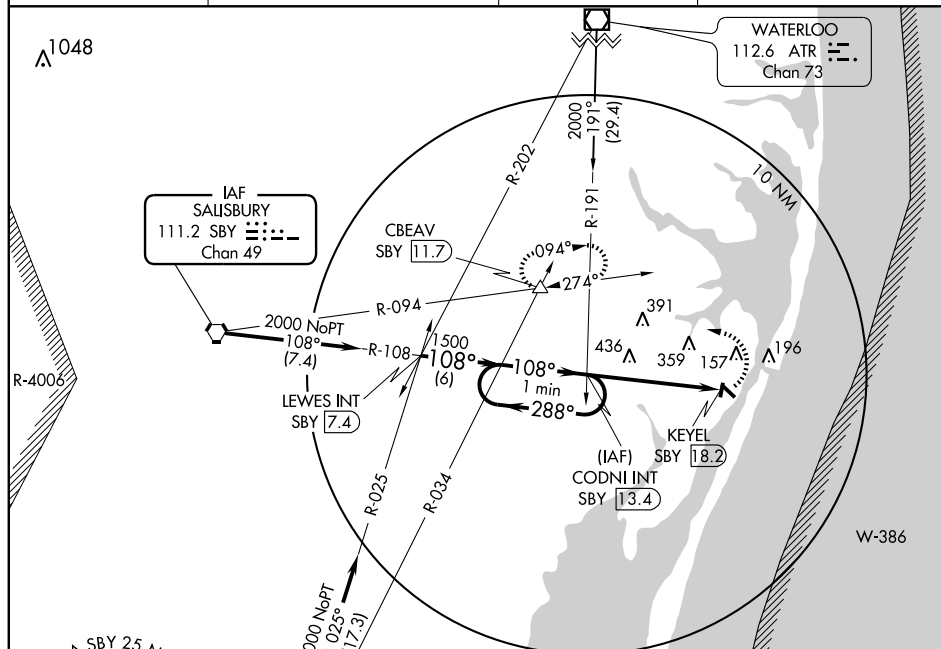 1048
WATERLOO
112.6 ATR
Chan 73
2000
191°
(29.4)
R-202
10 NM
R-191
IAF
SALISBURY
111.2 SBY
Chan 49
CBEAV
SBY 11.7
094°
274°
R-094
2000 NoPT
108°
(7.4)
R-108
1500
108°
(6)
108°
1 min
288°
391
436
359
157
196
R-4006
LEWES INT
SBY 7.4
KEYEL
SBY 18.2
(IAF)
CODNI INT
SBY 13.4
R-025
R-034
W-386
000 NoPT
025°
17.3)
SBY 25